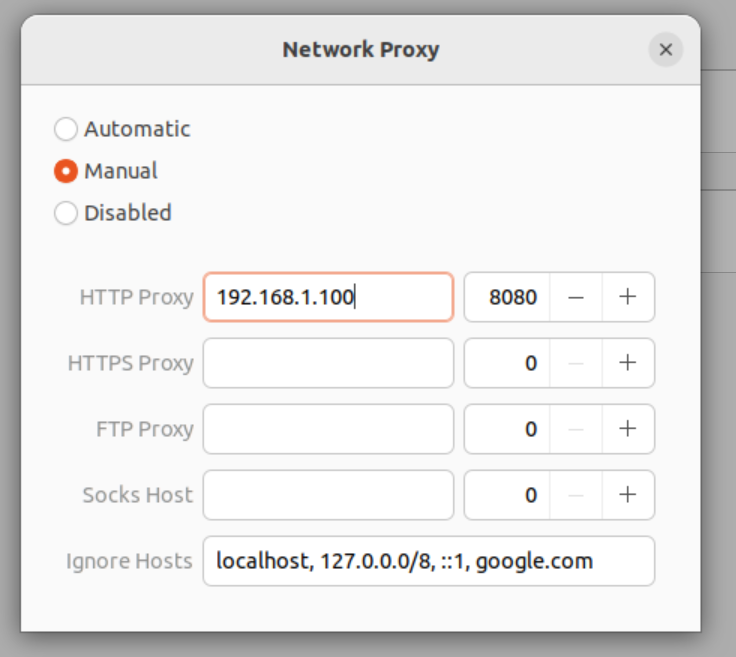 Network Proxy
Automatic
Manual
Disabled
HTTP Proxy 192.168.1.100 8080 − +
HTTPS Proxy 0 − +
FTP Proxy 0 − +
Socks Host 0 − +
Ignore Hosts localhost, 127.0.0.0/8, ::1, google.com